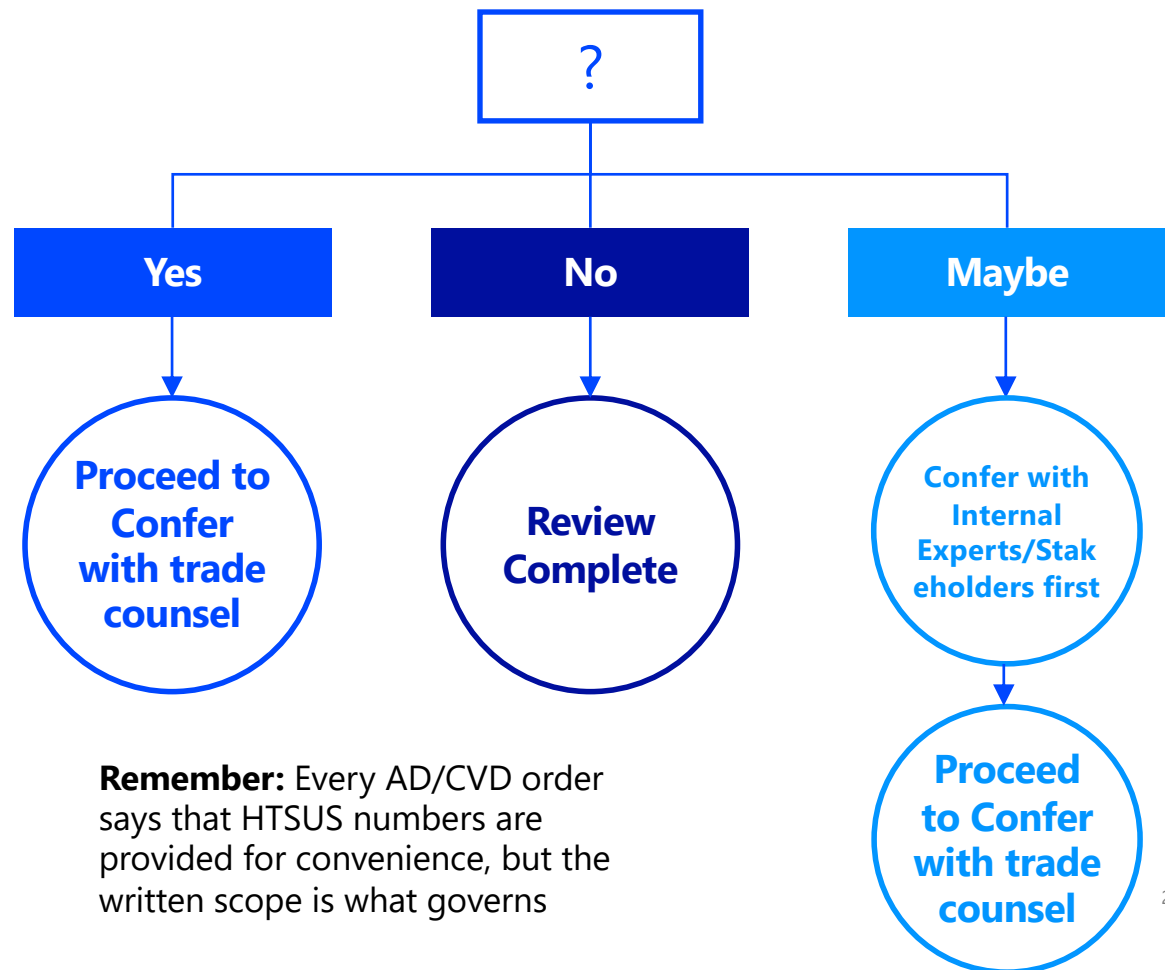 ?
Yes
No
Maybe
Proceed to
Confer
with trade
counsel
Review
Complete
Confer with
Internal
Experts/Stak
eholders first
Proceed
to Confer
with trade
counsel
Remember: Every AD/CVD order
says that HTSUS numbers are
provided for convenience, but the
written scope is what governs
2